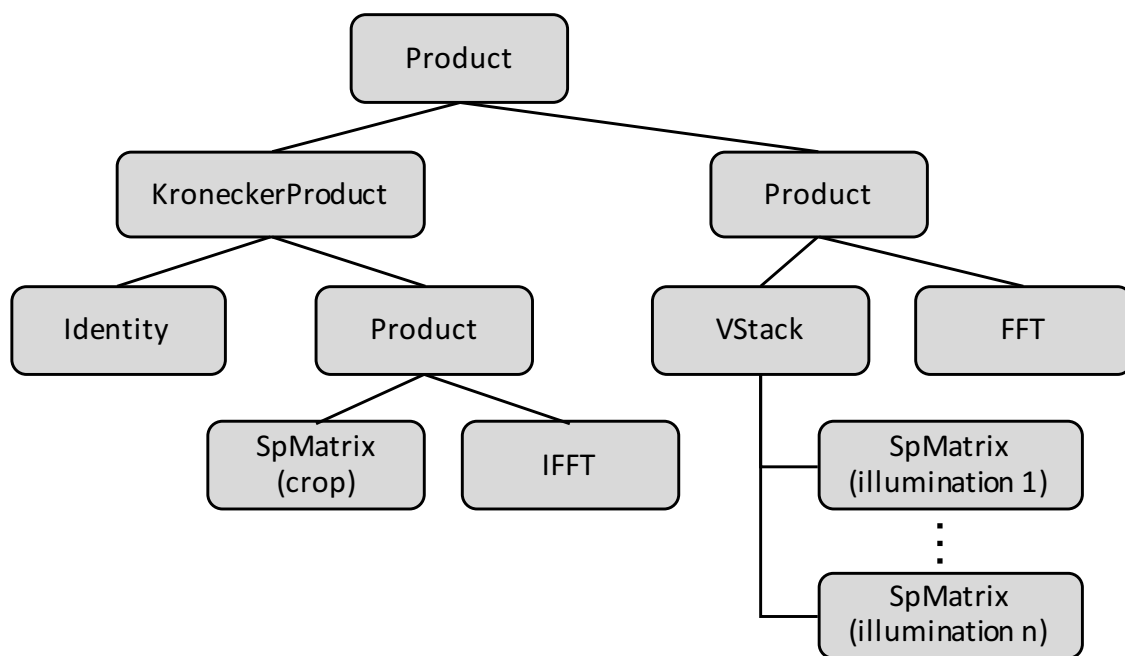 Product
KroneckerProduct
Product
Identity
Product
VStack
FFT
SpMatrix
(crop)
IFFT
SpMatrix
(illumination 1)
SpMatrix
(illumination n)